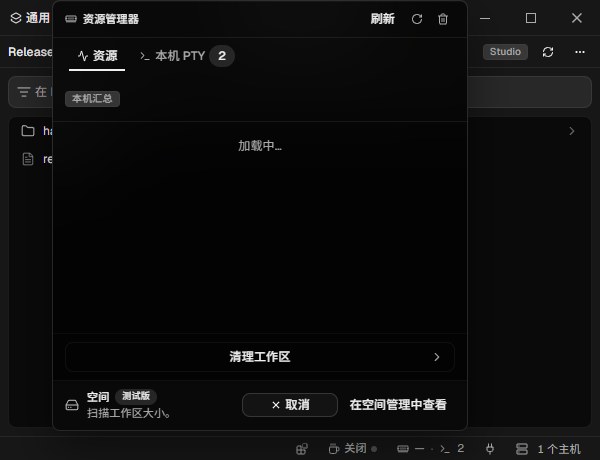 通用
资源管理器
刷新
Release
资源
本机 PTY
2
Studio
在
本机汇总
ha
加载中...
re
清理工作区
空间
测试版
扫描工作区大小。
取消
在空间管理中查看
关闭
2
1 个主机